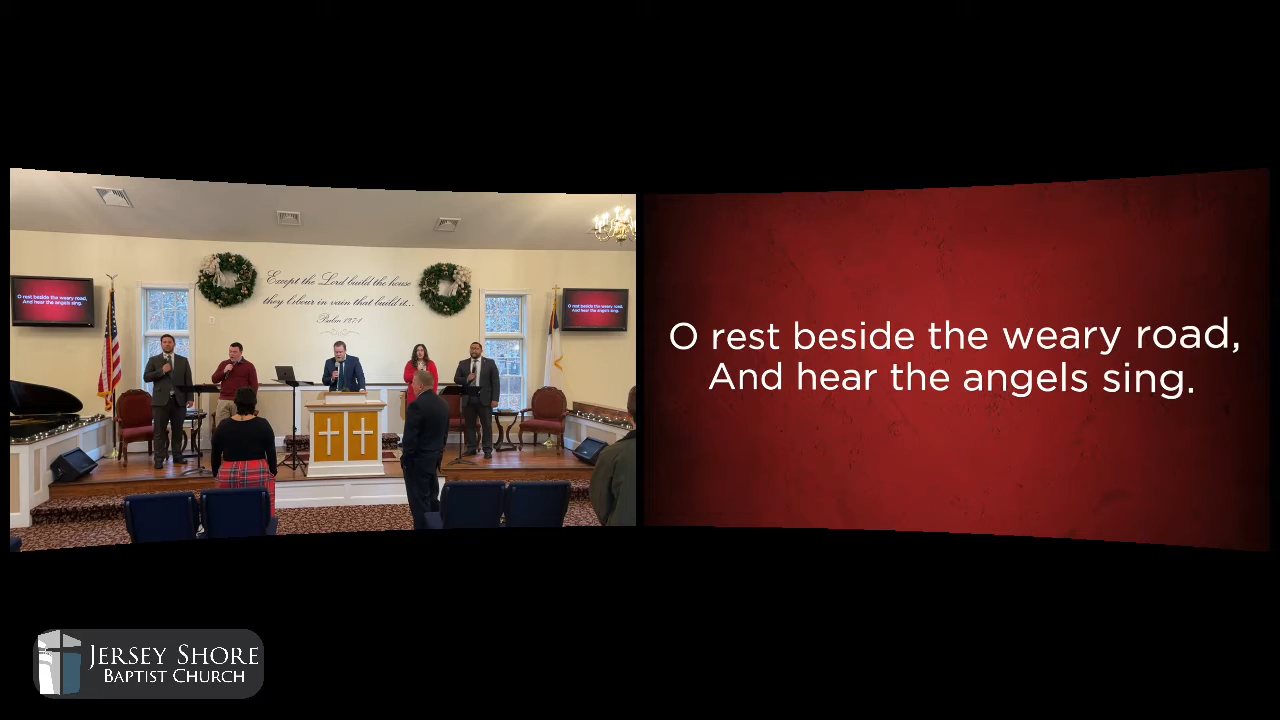 O rest beside the weary road,
And hear the angels sing.
Except the Lord build the house
they labour in vain that build it...
Psalm 127:1
O rest beside the weary road,
And hear the angels sing.
O rest beside the weary road,
And hear the angels sing.
JERSEY SHORE
BAPTIST CHURCH